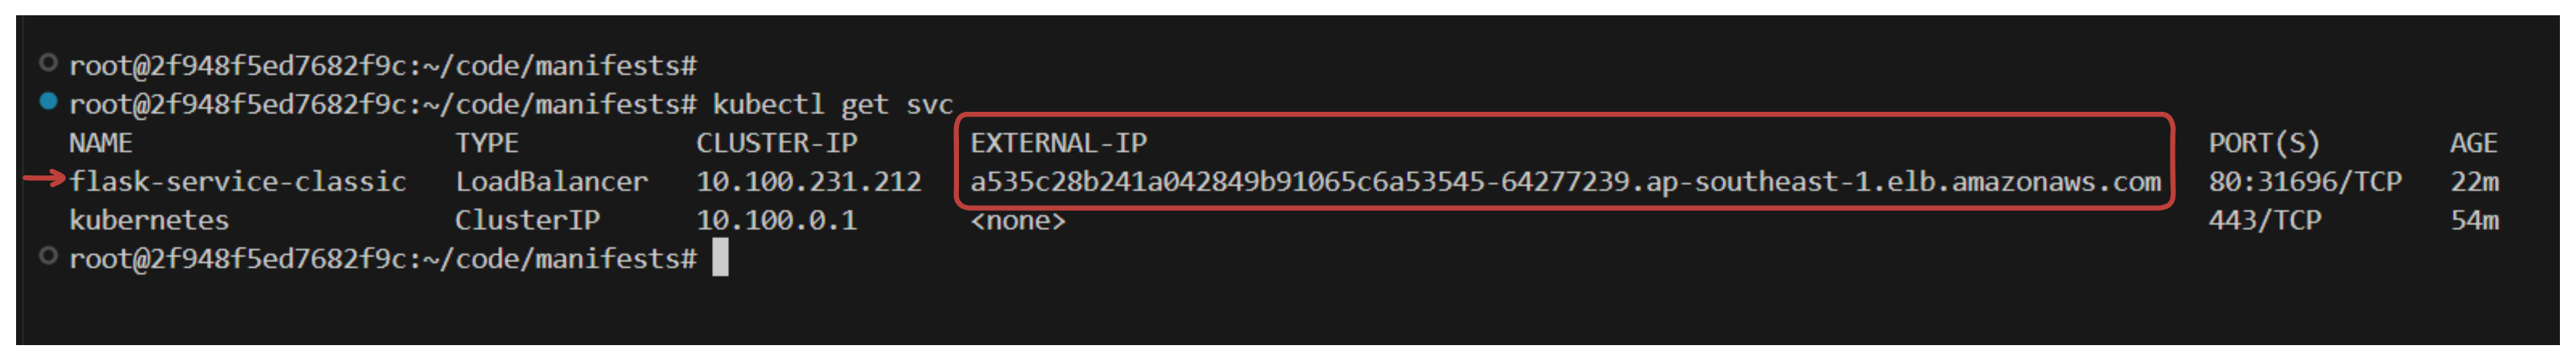 root@2f948f5ed7682f9c:~/code/manifests#
root@2f948f5ed7682f9c:~/code/manifests# kubectl get svc
NAME TYPE CLUSTER-IP EXTERNAL-IP PORT(S) AGE
flask-service-classic LoadBalancer 10.100.231.212 a535c28b241a042849b91065c6a53545-64277239.ap-southeast-1.elb.amazonaws.com 80:31696/TCP 22m
kubernetes ClusterIP 10.100.0.1 <none> 443/TCP 54m
root@2f948f5ed7682f9c:~/code/manifests#